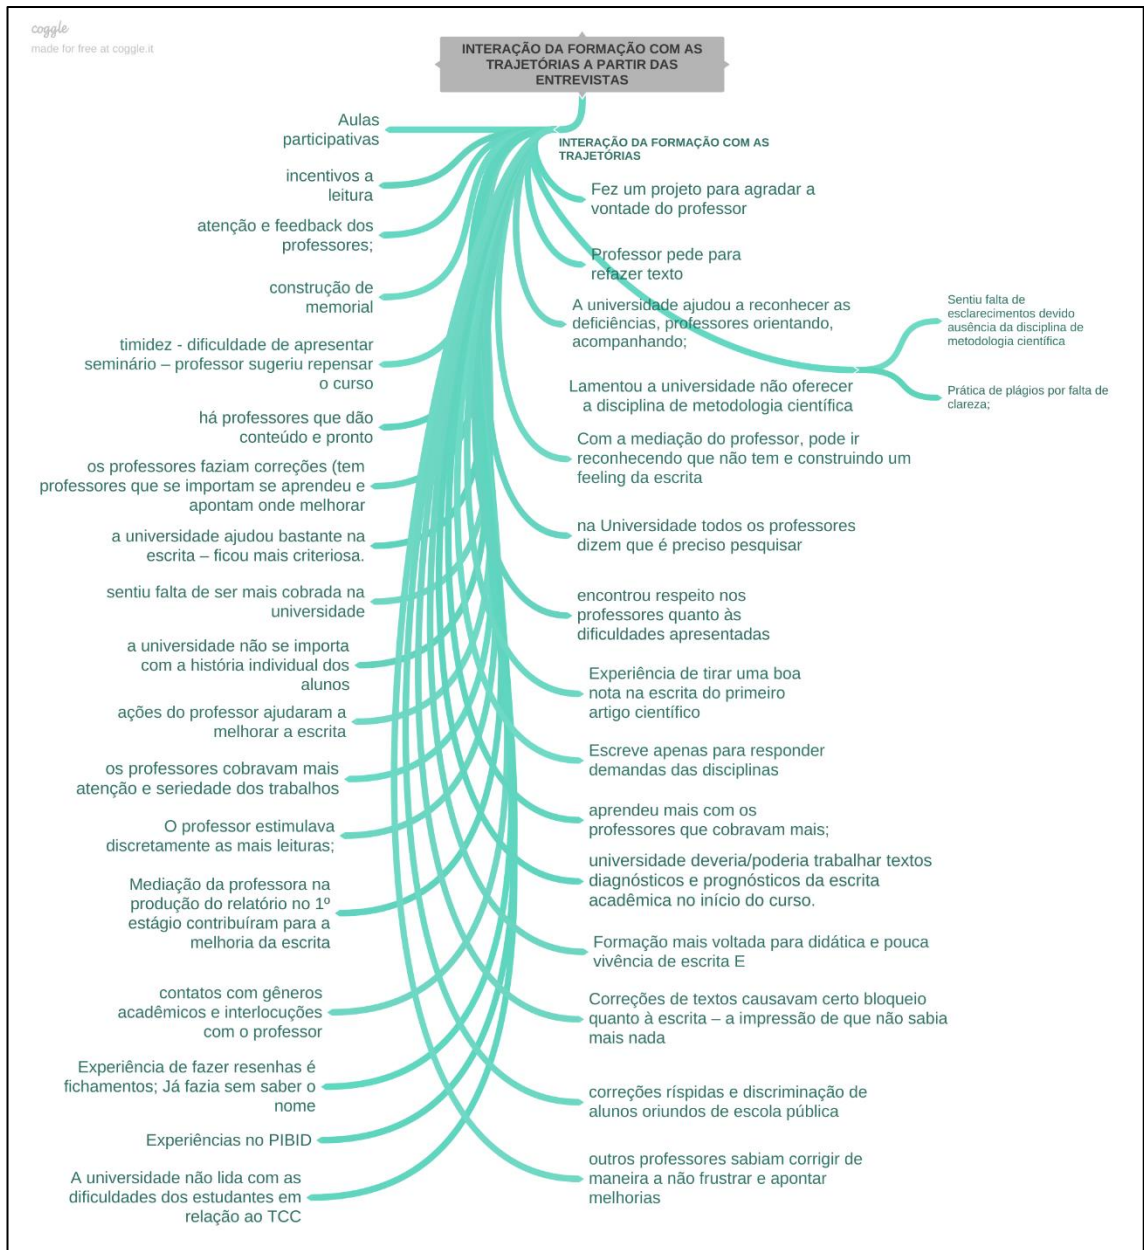 coggle
made for free at coggle.it
INTERAÇÃO DA FORMAÇÃO COM AS
TRAJETÓRIAS A PARTIR DAS
ENTREVISTAS
INTERAÇÃO DA FORMAÇÃO COM AS
TRAJETÓRIAS
Aulas
participativas
incentivos a
leitura
atenção e feedback dos
professores;
construção de
memorial
timidez - dificuldade de apresentar
seminário – professor sugeriu repensar
o curso
há professores que dão
conteúdo e pronto
os professores faziam correções (tem
professores que se importam se aprendeu e
apontam onde melhorar
a universidade ajudou bastante na
escrita – ficou mais criteriosa.
sentiu falta de ser mais cobrada na
universidade
a universidade não se importa
com a história individual dos
alunos
ações do professor ajudaram a
melhorar a escrita
os professores cobravam mais
atenção e seriedade dos trabalhos
O professor estimulava
discretamente as mais leituras;
Mediação da professora na
produção do relatório no 1º
estágio contribuíram para a
melhoria da escrita
contatos com gêneros
acadêmicos e interlocuções
com o professor
Experiência de fazer resenhas é
fichamentos; Já fazia sem saber o
nome
Experiências no PIBID
A universidade não lida com as
dificuldades dos estudantes em
relação ao TCC
Fez um projeto para agradar a
vontade do professor
Professor pede para
refazer texto
A universidade ajudou a reconhecer as
deficiências, professores orientando,
acompanhando;
Lamentou a universidade não oferecer
a disciplina de metodologia científica
Sentiu falta de
esclarecimentos devido
ausência da disciplina de
metodologia científica
Prática de plágios por falta de
clareza;
Com a mediação do professor, pode ir
reconhecendo que não tem e construindo um
feeling da escrita
na Universidade todos os professores
dizem que é preciso pesquisar
encontrou respeito nos
professores quanto às
dificuldades apresentadas
Experiência de tirar uma boa
nota na escrita do primeiro
artigo científico
Escreve apenas para responder
demandas das disciplinas
aprendeu mais com os
professores que cobravam mais;
universidade deveria/poderia trabalhar textos
diagnósticos e prognósticos da escrita
acadêmica no início do curso.
Formação mais voltada para didática e pouca
vivência de escrita E
Correções de textos causavam certo bloqueio
quanto à escrita – a impressão de que não sabia
mais nada
correções ríspidas e discriminação de
alunos oriundos de escola pública
outros professores sabiam corrigir de
maneira a não frustrar e apontar
melhorias